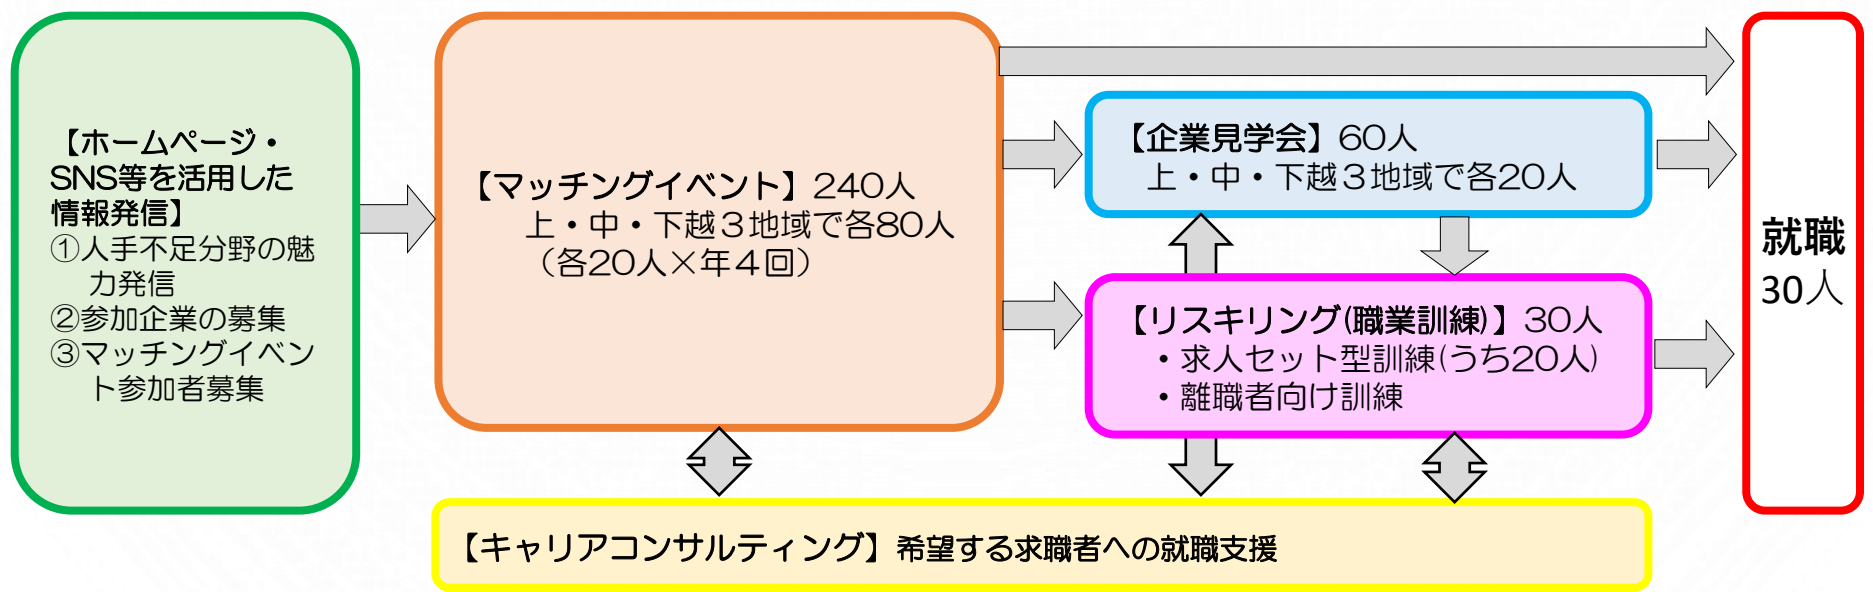 【ホームページ・
SNS等を活用した
情報発信】
①人手不足分野の魅
力発信
②参加企業の募集
③マッチングイベン
ト参加者募集
【マッチングイベント】240人
上・中・下越３地域で各80人
（各20人×年４回）
【企業見学会】60人
上・中・下越３地域で各20人
【リスキリング(職業訓練)】30人
・求人セット型訓練(うち20人)
・離職者向け訓練
【キャリアコンサルティング】希望する求職者への就職支援
就職
30人